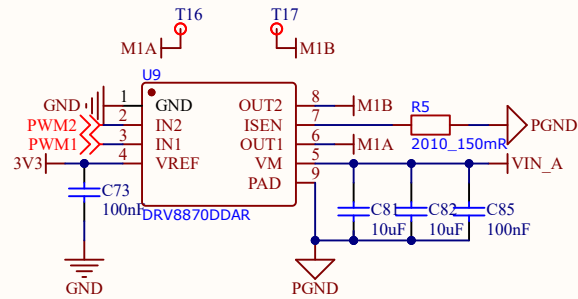 T16
T17
M1A
M1B
U9
GND
1
GND
OUT2
8
M1B
R5
PWM2
2
IN2
ISEN
7
PGND
PWM1
3
IN1
OUT1
6
M1A
2010_150mR
3V3
4
VREF
VM
5
VIN_A
PAD
9
C73
100nF
DRV8870DDAR
C81
10uF
C82
10uF
C85
100nF
GND
PGND